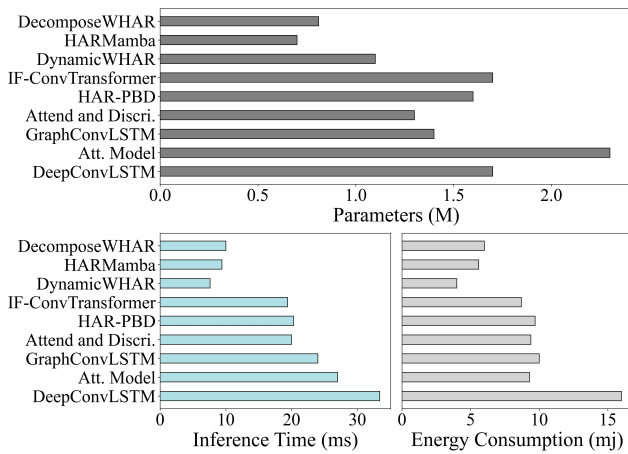 DecomposeWHAR
HARMamba
DynamicWHAR
IF-ConvTransformer
HAR-PBD
Attend and Discri.
GraphConvLSTM
Att. Model
DeepConvLSTM
0.0 0.5 1.0 1.5 2.0
Parameters (M)
DecomposeWHAR
HARMamba
DynamicWHAR
IF-ConvTransformer
HAR-PBD
Attend and Discri.
GraphConvLSTM
Att. Model
DeepConvLSTM
0 10 20 30 0 5 10 15
Inference Time (ms) Energy Consumption (mj)